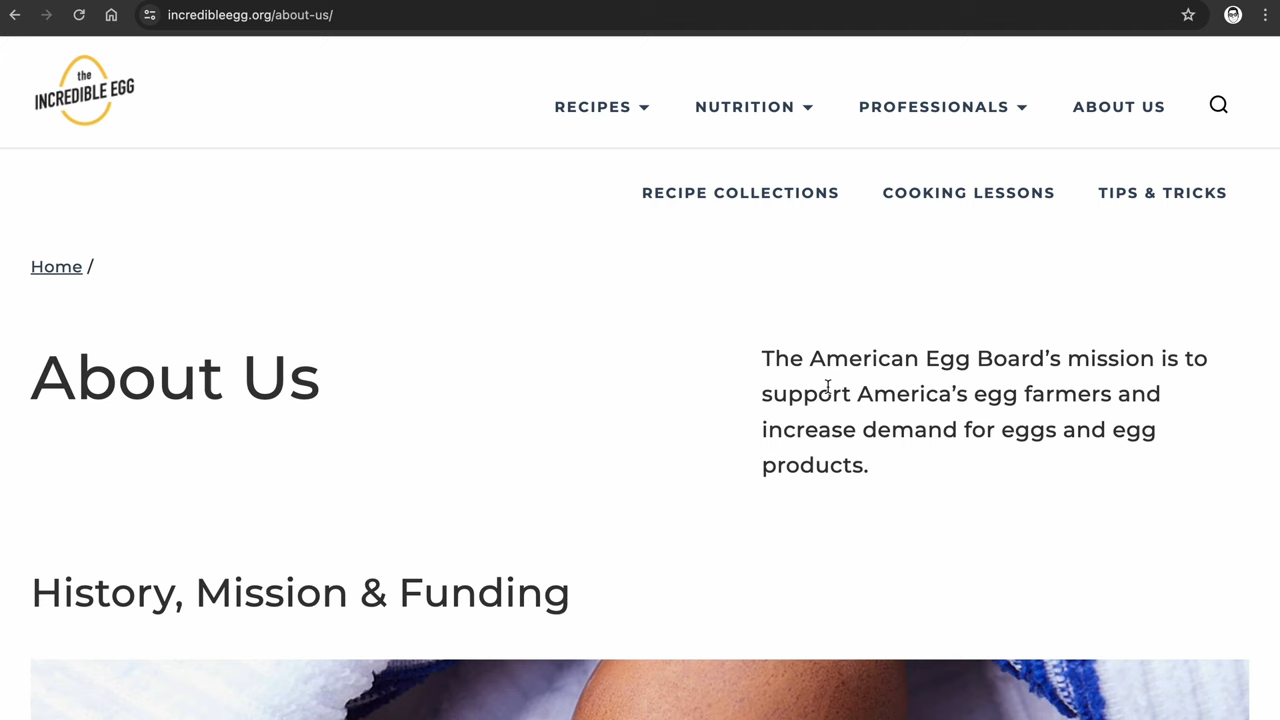 incredibleegg.org/about-us/
the
INCREDIBLE EGG
RECIPES
NUTRITION
PROFESSIONALS
ABOUT US
RECIPE COLLECTIONS
COOKING LESSONS
TIPS & TRICKS
Home /
About Us
The American Egg Board’s mission is to
support America’s egg farmers and
increase demand for eggs and egg
products.
History, Mission & Funding